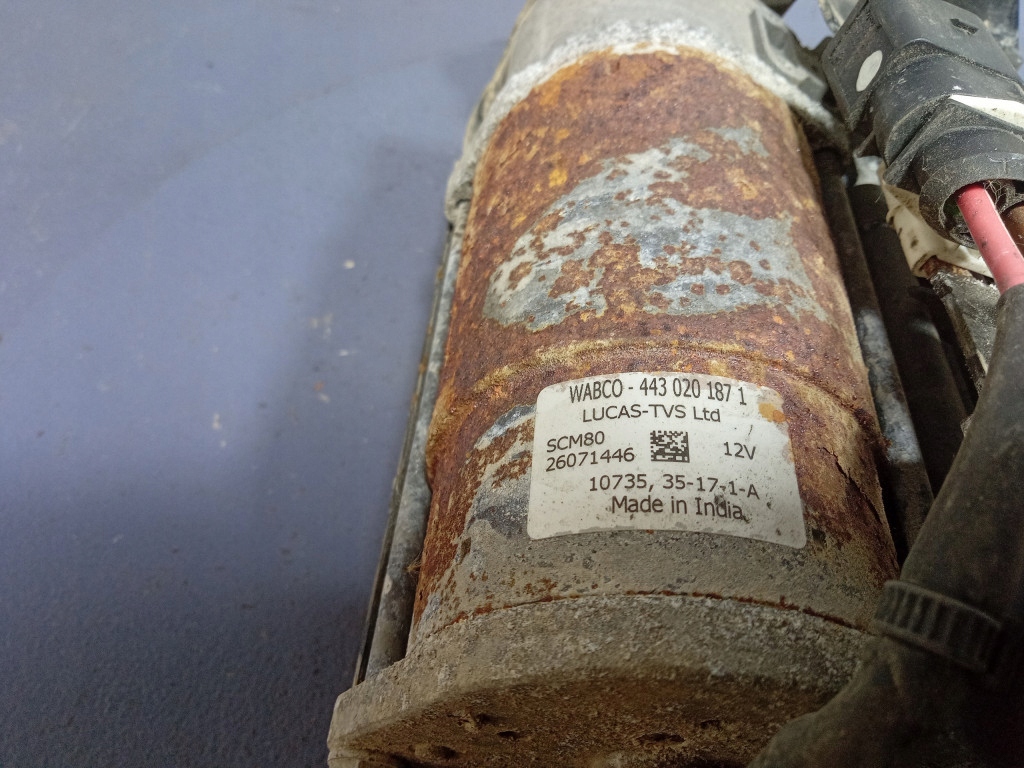 WABCO - 443 020 187 1
LUCAS-TVS Ltd
SCM80
26071446
12V
10735, 35-17-1-A
Made in India